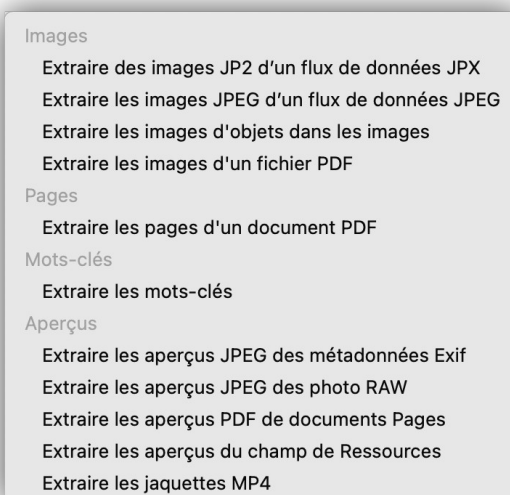 Images
Extraire des images JP2 d’un flux de données JPX
Extraire les images JPEG d’un flux de données JPEG
Extraire les images d'objets dans les images
Extraire les images d'un fichier PDF
Pages
Extraire les pages d'un document PDF
Mots-clés
Extraire les mots-clés
Aperçus
Extraire les aperçus JPEG des métadonnées Exif
Extraire les aperçus JPEG des photo RAW
Extraire les aperçus PDF de documents Pages
Extraire les aperçus du champ de Ressources
Extraire les jaquettes MP4